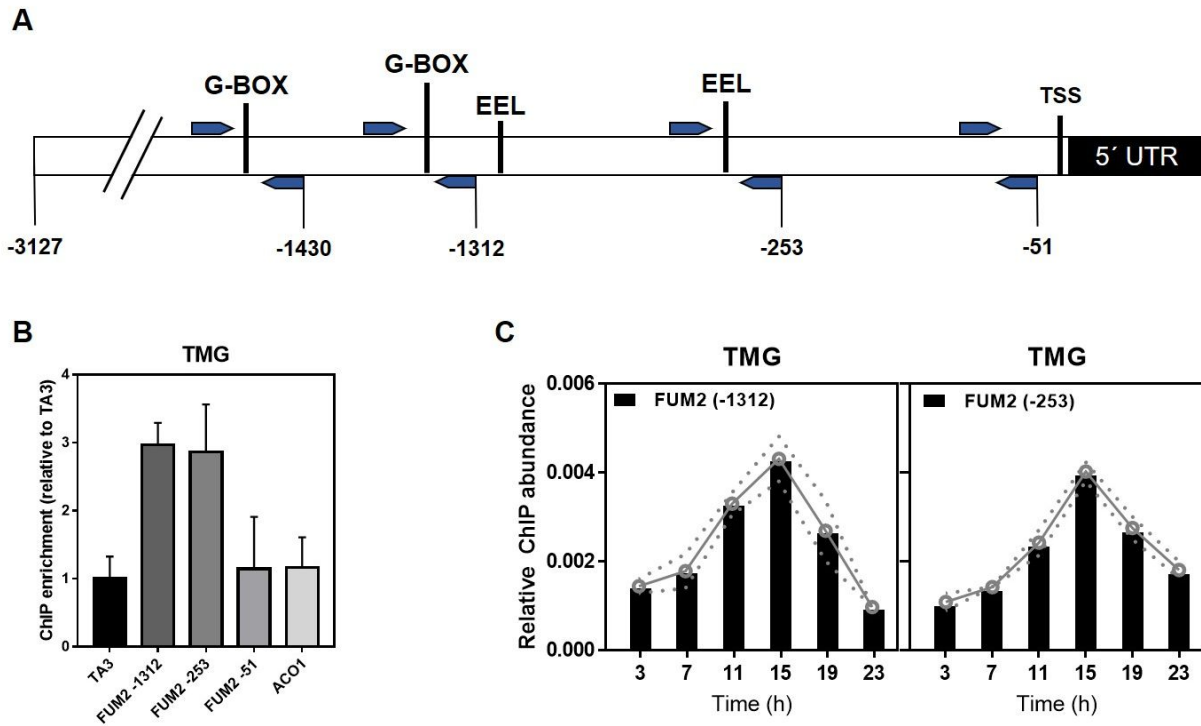 A
G-BOX
G-BOX
EEL
EEL
TSS
5´ UTR
-3127
-1430
-1312
-253
-51
B
TMG
ChIP enrichment (relative to TA3)
4
3
2
1
0
TA3
FUM2 -1312
FUM2 -253
FUM2 -51
ACO1
C
TMG
TMG
Relative ChIP abundance
0.006
0.004
0.002
0.000
FUM2 (-1312)
FUM2 (-253)
3 7 11 15 19 23
3 7 11 15 19 23
Time (h)
Time (h)